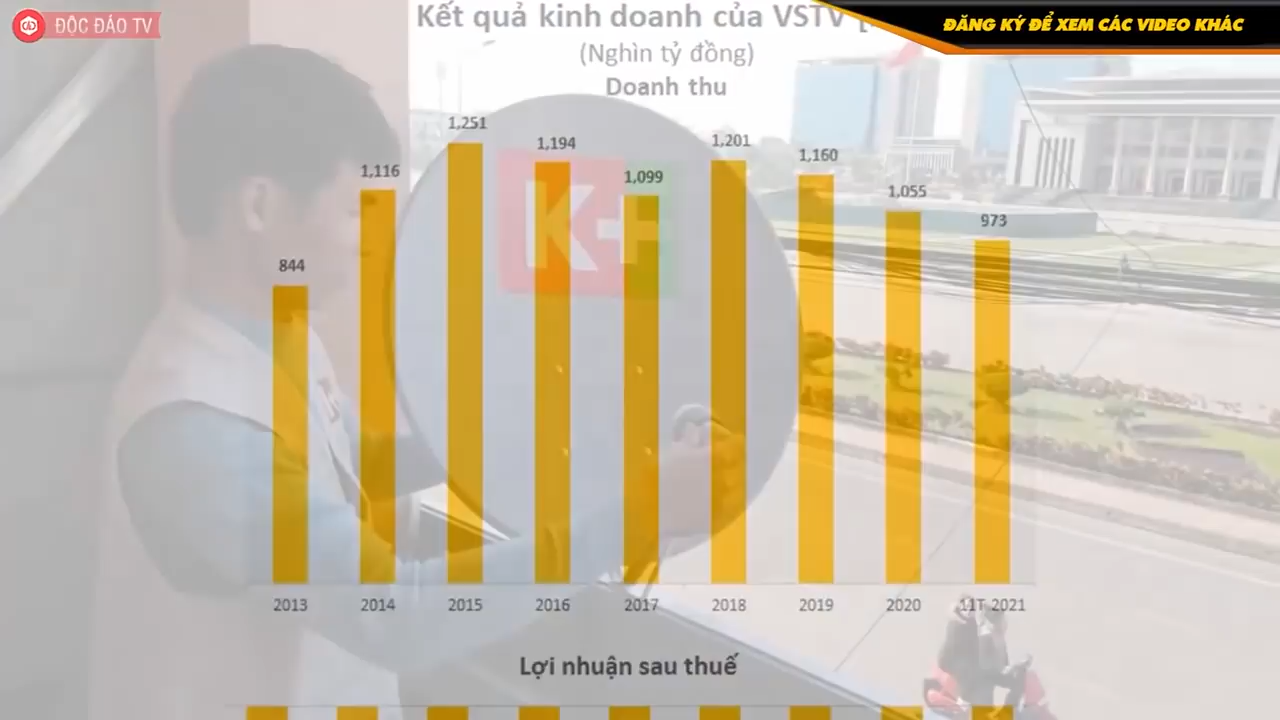 ĐỘC ĐÁO TV
ĐĂNG KÝ ĐỂ XEM CÁC VIDEO KHÁC
Kết quả kinh doanh của VSTV
(Nghìn tỷ đồng)
Doanh thu
844
1,116
1,251
1,194
1,099
1,201
1,160
1,055
973
K+
2013 2014 2015 2016 2017 2018 2019 2020 11T 2021
Lợi nhuận sau thuế